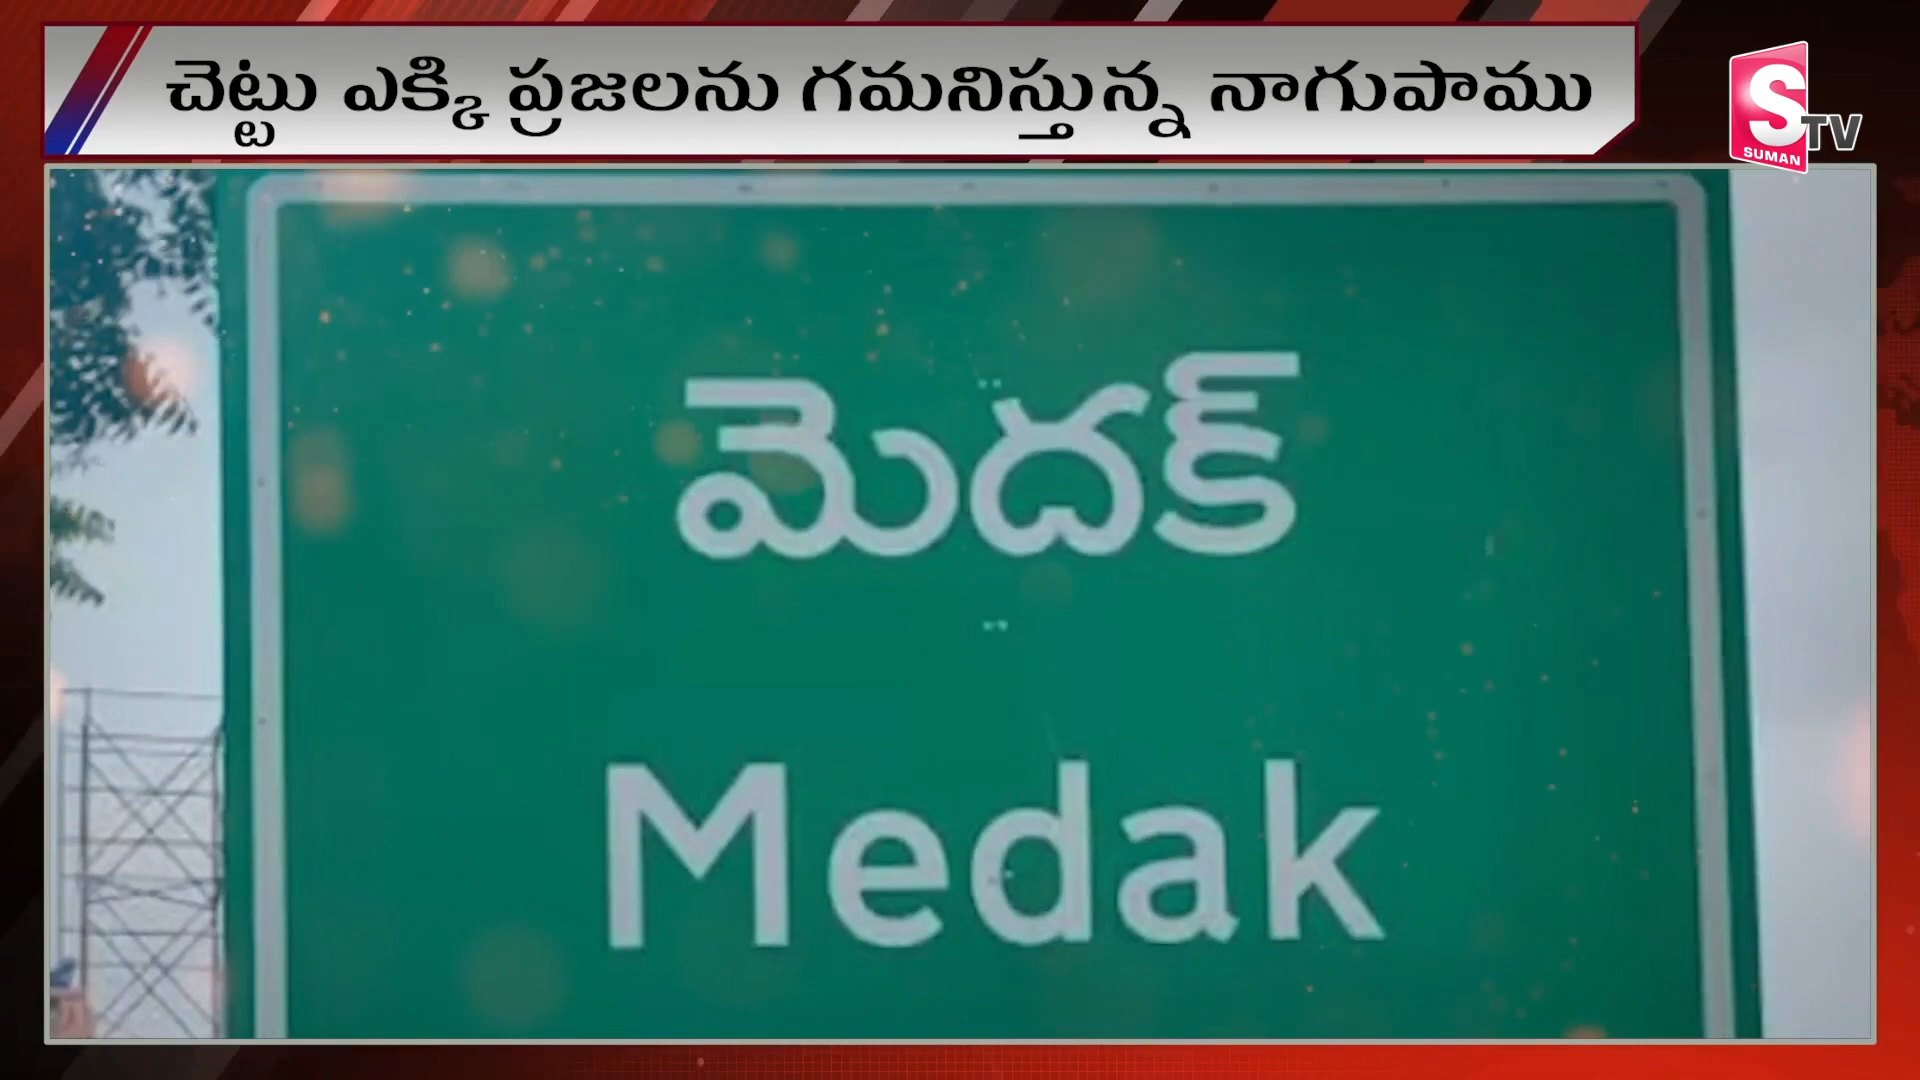 చెట్టు ఎక్కి ప్రజలను గమనిస్తున్న నాగుపాము
S TV
SUMAN
మెదక్
Medak